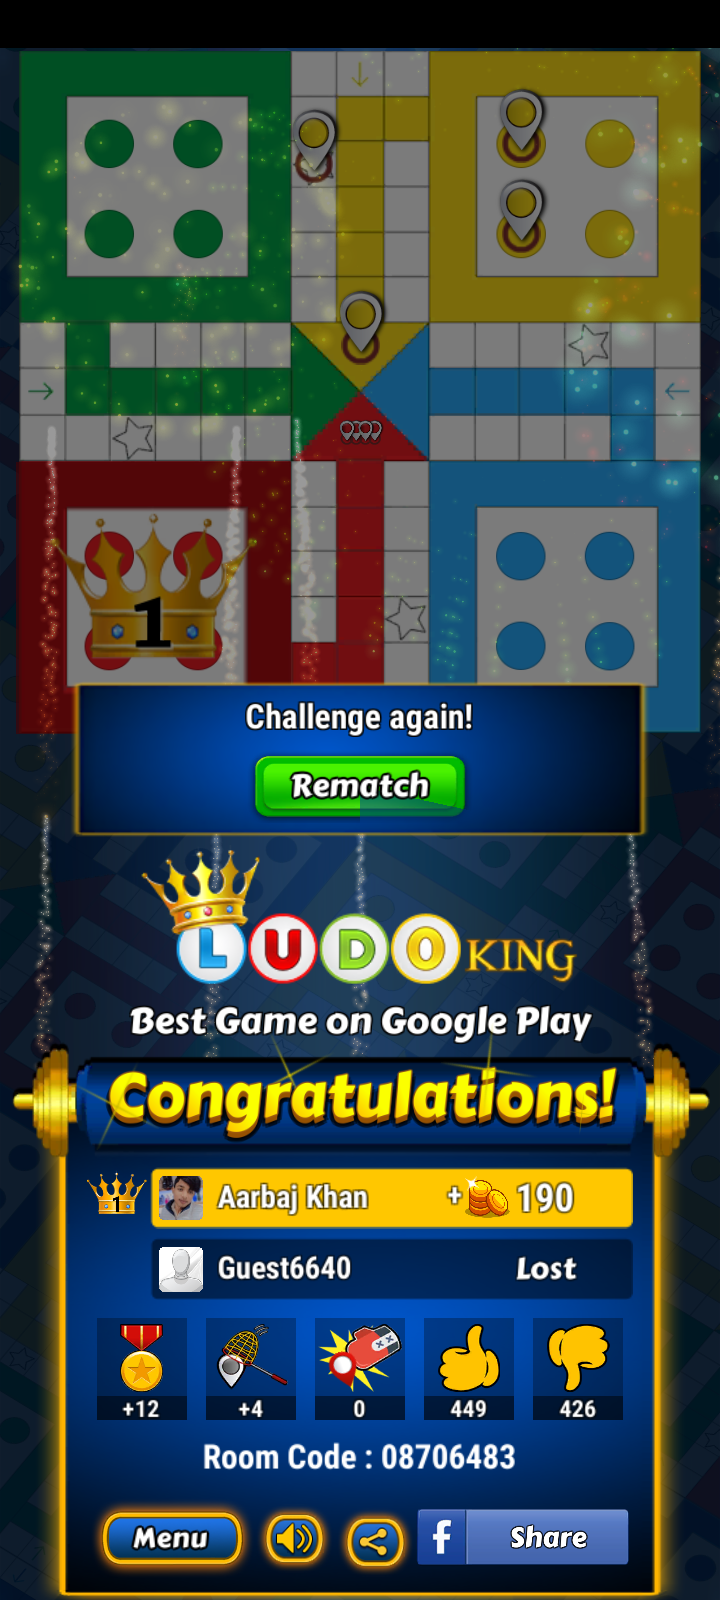 1
Challenge again!
Rematch
LUDO KING
Best Game on Google Play
Congratulations!
1 Aarbaj Khan + 190
Guest6640 Lost
+12 +4 0 449 426
Room Code : 08706483
Menu f Share